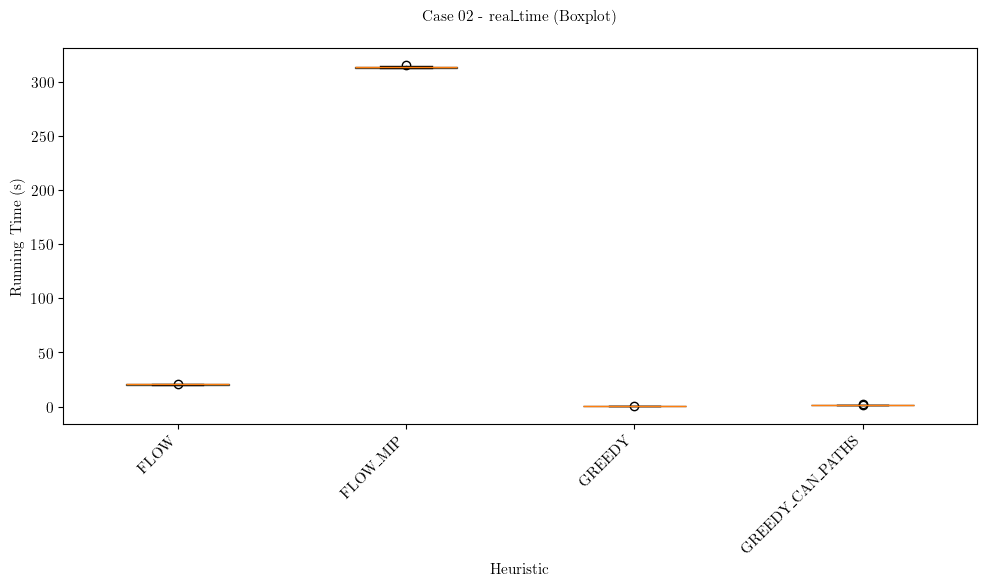 Case 02 - real_time (Boxplot)
Running Time (s)
300
250
200
150
100
50
0
FLOW
FLOW_MIP
GREEDY
GREEDY_CAN_PATHS
Heuristic